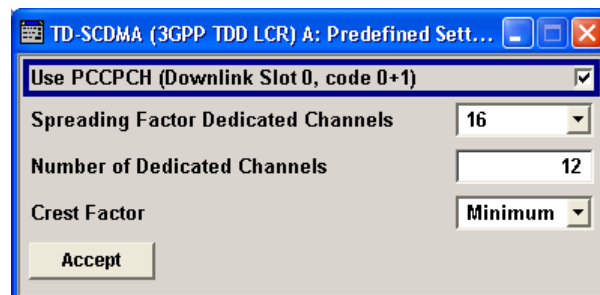 TD-SCDMA (3GPP TDD LCR) A: Predefined Sett...
Use PCCPCH (Downlink Slot 0, code 0+1)
Spreading Factor Dedicated Channels 16
Number of Dedicated Channels 12
Crest Factor Minimum
Accept